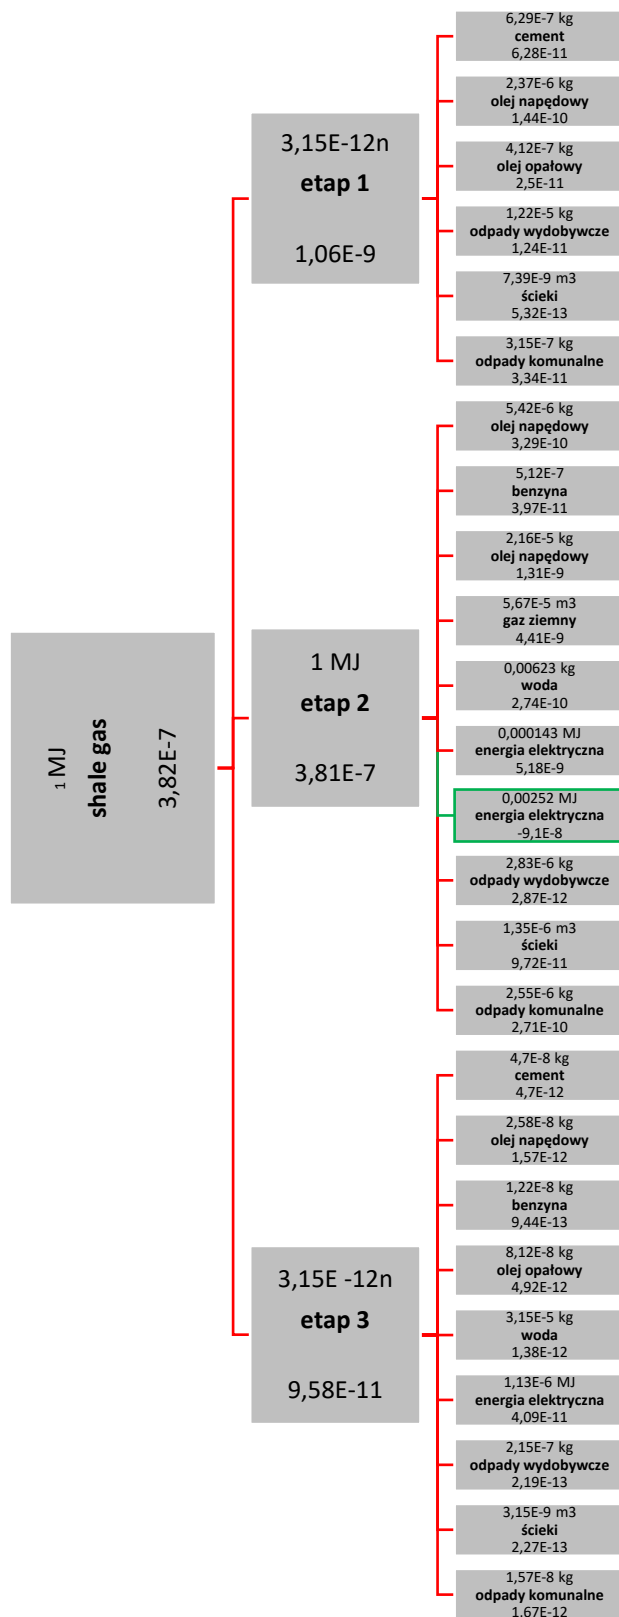 1 MJ
shale gas
3,82E-7
3,15E-12n
etap 1
1,06E-9
6,29E-7 kg
cement
6,28E-11
2,37E-6 kg
olej napędowy
1,44E-10
4,12E-7 kg
olej opałowy
2,5E-11
1,22E-5 kg
odpady wydobywcze
1,24E-11
7,39E-9 m3
ścieki
5,32E-13
3,15E-7 kg
odpady komunalne
3,34E-11
1 MJ
etap 2
3,81E-7
5,42E-6 kg
olej napędowy
3,29E-10
5,12E-7
benzyna
3,97E-11
2,16E-5 kg
olej napędowy
1,31E-9
5,67E-5 m3
gaz ziemny
4,41E-9
0,00623 kg
woda
2,74E-10
0,000143 MJ
energia elektryczna
5,18E-9
0,00252 MJ
energia elektryczna
-9,1E-8
2,83E-6 kg
odpady wydobywcze
2,87E-12
1,35E-6 m3
ścieki
9,72E-11
2,55E-6 kg
odpady komunalne
2,71E-10
3,15E -12n
etap 3
9,58E-11
4,7E-8 kg
cement
4,7E-12
2,58E-8 kg
olej napędowy
1,57E-12
1,22E-8 kg
benzyna
9,44E-13
8,12E-8 kg
olej opałowy
4,92E-12
3,15E-5 kg
woda
1,38E-12
1,13E-6 MJ
energia elektryczna
4,09E-11
2,15E-7 kg
odpady wydobywcze
2,19E-13
3,15E-9 m3
ścieki
2,27E-13
1,57E-8 kg
odpady komunalne
1,67E-12